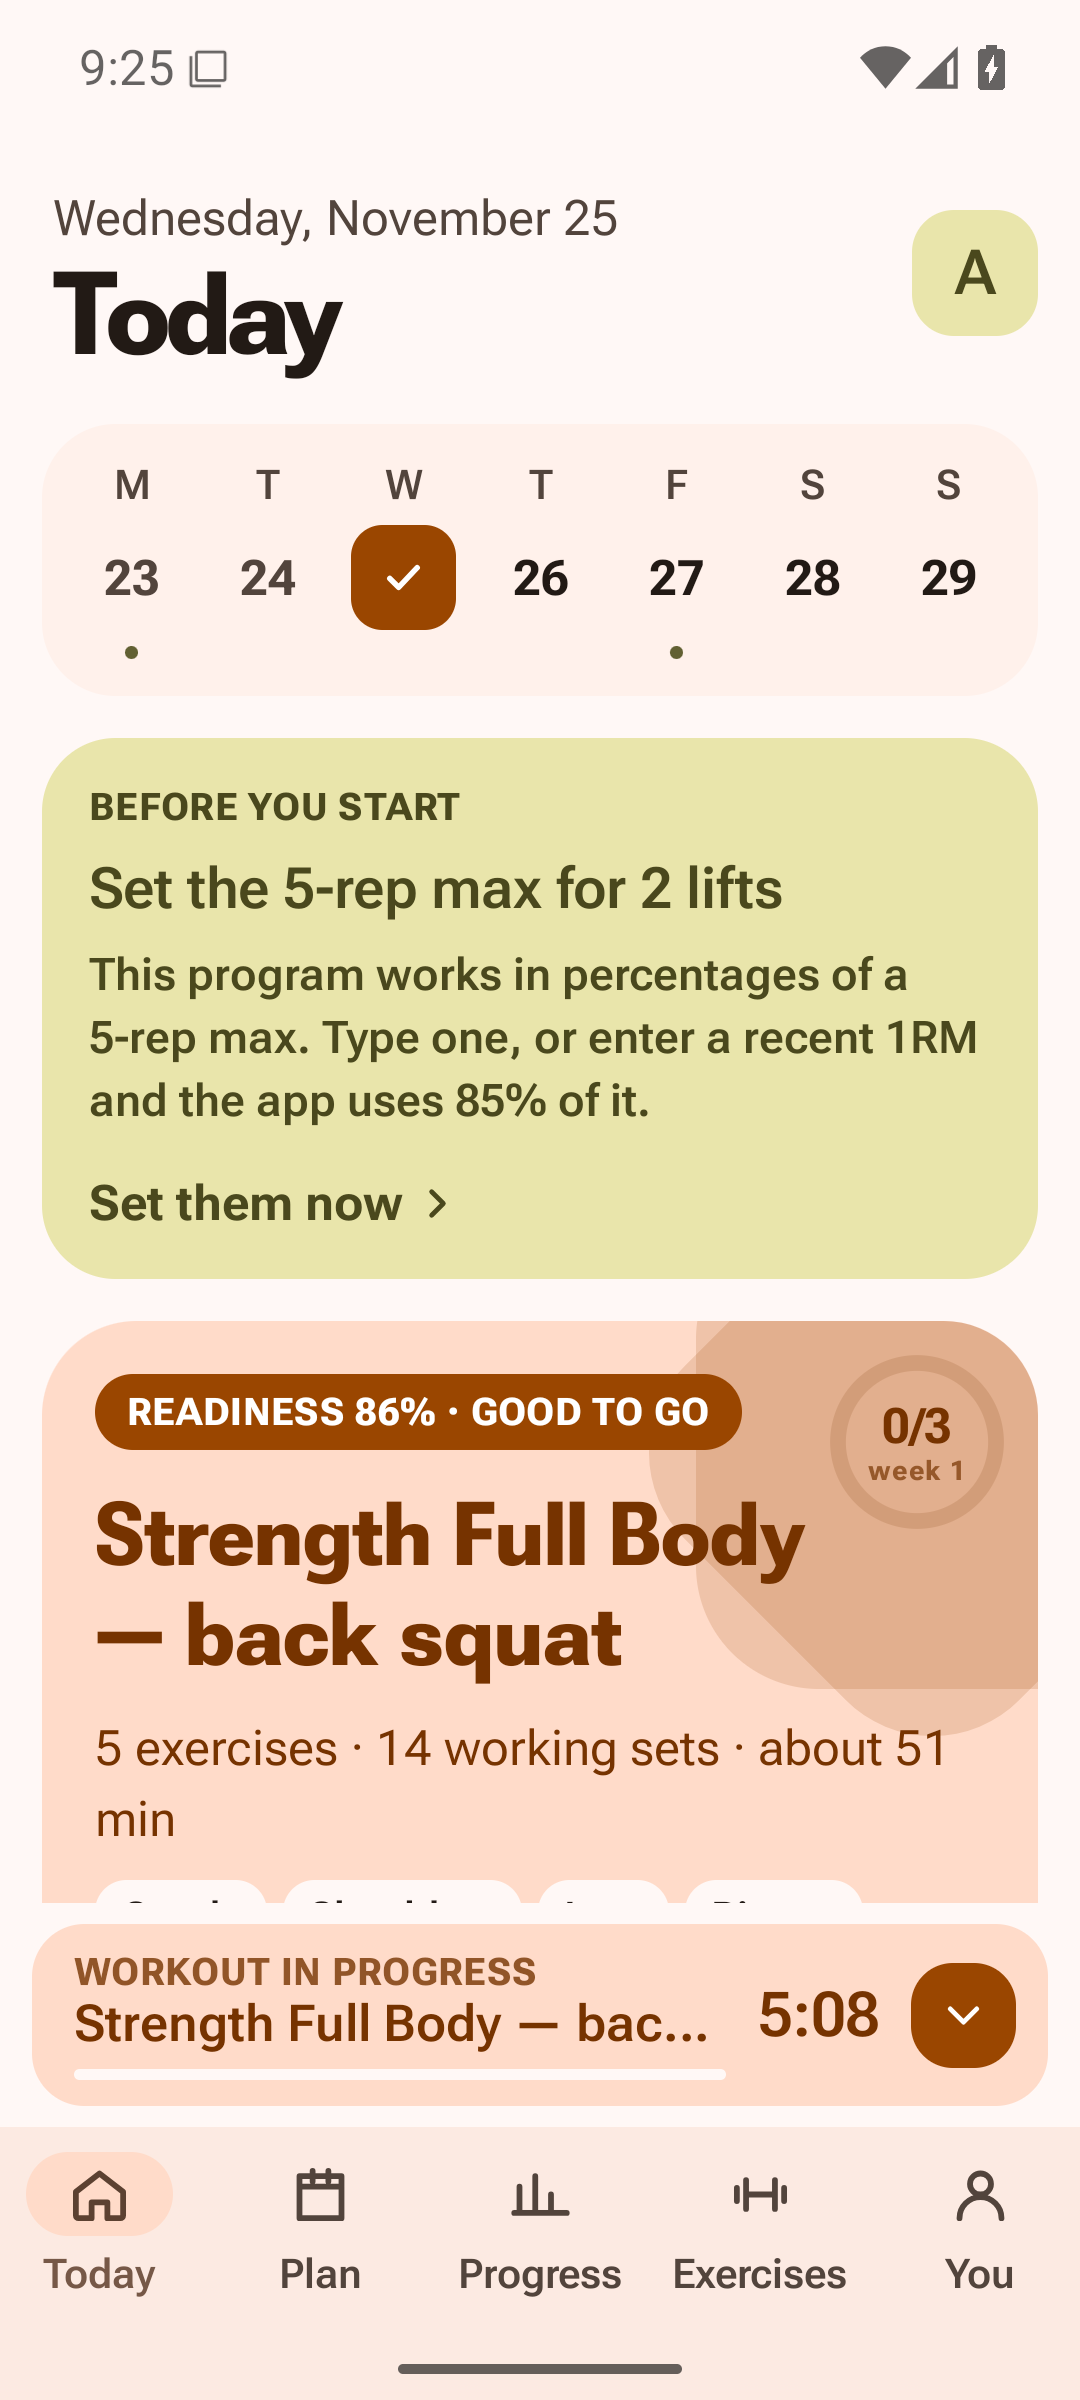 9:25
Wednesday, November 25
Today
A
M T W T F S S
23 24 26 27 28 29
BEFORE YOU START
Set the 5-rep max for 2 lifts
This program works in percentages of a
5-rep max. Type one, or enter a recent 1RM
and the app uses 85% of it.
Set them now
READINESS 86% · GOOD TO GO
0/3
week 1
Strength Full Body
— back squat
5 exercises · 14 working sets · about 51
min
WORKOUT IN PROGRESS
Strength Full Body — bac...
5:08
Today Plan Progress Exercises You